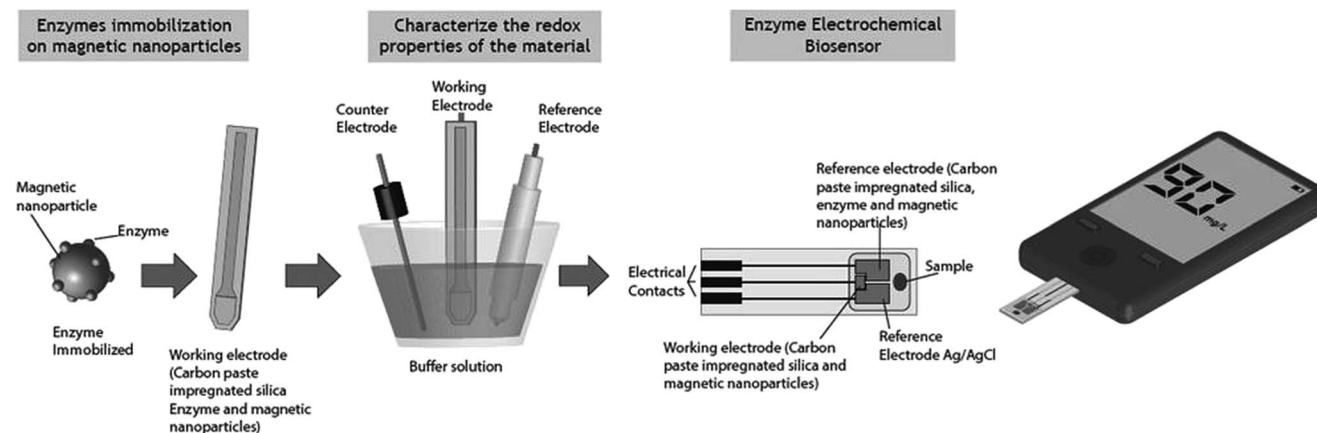 Enzymes immobilization
on magnetic nanoparticles
Characterize the redox
properties of the material
Enzyme Electrochemical
Biosensor
Magnetic
nanoparticle
Enzyme
Enzyme
Immobilized
Working electrode
(Carbon paste
impregnated silica
Enzyme and magnetic
nanoparticles)
Counter
Electrode
Working
Electrode
Reference
Electrode
Buffer solution
Electrical
Contacts
Reference electrode (Carbon
paste impregnated silica,
enzyme and magnetic
nanoparticles)
Sample
Reference
Electrode Ag/AgCl
Working electrode (Carbon
paste impregnated silica and
magnetic nanoparticles)
90
mg/L